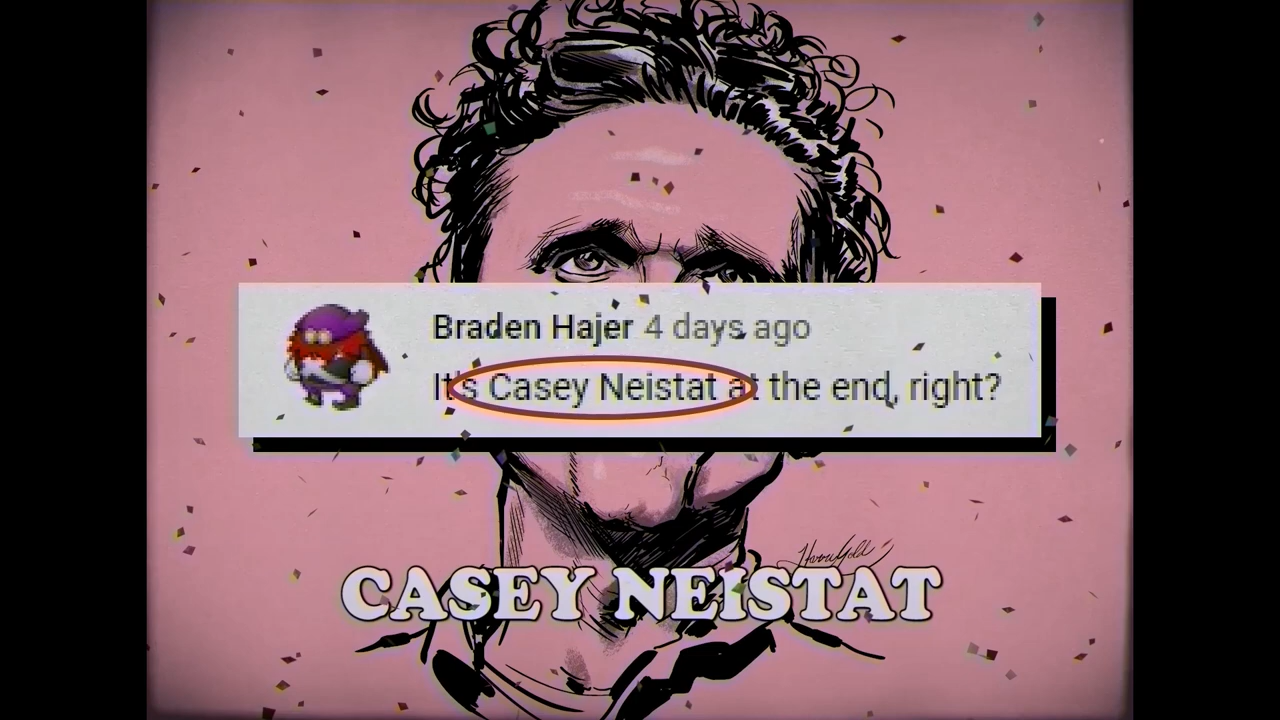 Braden Hajer 4 days ago
It's Casey Neistat at the end, right?
CASEY NEISTAT